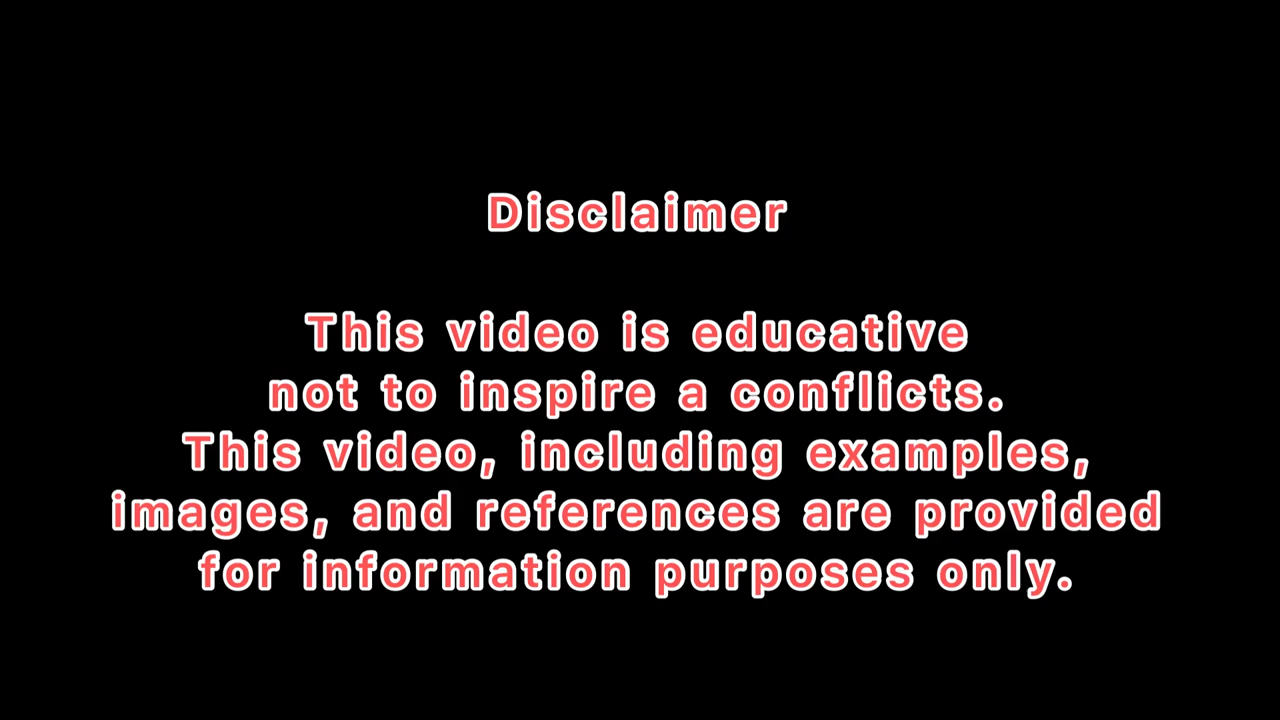 Disclaimer
This video is educative
not to inspire a conflicts.
This video, including examples,
images, and references are provided
for information purposes only.